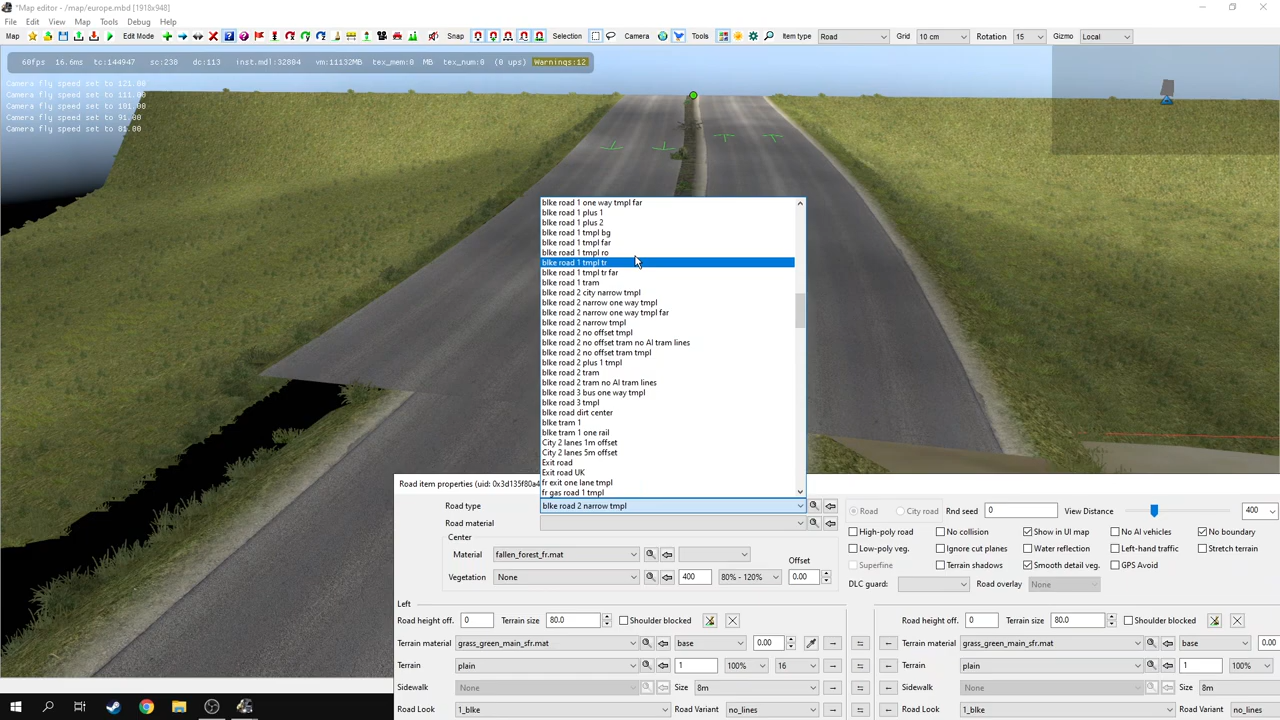 *Map editor - /map/europe.mbd [1918x948]
File Edit View Map Tools Debug Help
Map Edit Mode Snap Selection Camera Tools Item type Road Grid 10 cm Rotation 15 Gizmo Local
60fps 16.6ms tc:144947 sc:230 dc:113 inst.mdl:32804 vm:11132MB tex_mem:0 MB tex_num:0 (0 ups) Warnings:12
Camera fly speed set to 121.00
Camera fly speed set to 111.00
Camera fly speed set to 101.00
Camera fly speed set to 91.00
Camera fly speed set to 81.00
blke road 1 one way tmpl far
blke road 1 plus 1
blke road 1 plus 2
blke road 1 tmpl bg
blke road 1 tmpl far
blke road 1 tmpl ro
blke road 1 tmpl tr
blke road 1 tmpl tr far
blke road 1 tram
blke road 2 city narrow tmpl
blke road 2 narrow one way tmpl
blke road 2 narrow one way tmpl far
blke road 2 narrow tmpl
blke road 2 no offset tmpl
blke road 2 no offset tram no AI tram lines
blke road 2 no offset tram tmpl
blke road 2 plus 1 tmpl
blke road 2 tram
blke road 2 tram no AI tram lines
blke road 3 bus one way tmpl
blke road 3 tmpl
blke road dirt center
blke tram 1
blke tram 1 one rail
City 2 lanes 1m offset
City 2 lanes 5m offset
Exit road
Exit road UK
fr exit one lane tmpl
fr gas road 1 tmpl
Road item properties (uid: 0x3d135f80a4
Road type blke road 2 narrow tmpl
Road material
Center
Material fallen_forest_fr.mat Offset
Vegetation None 400 80% - 120% 0.00
Road City road Rnd seed 0 View Distance 400
High-poly road No collision Show in UI map No AI vehicles No boundary
Low-poly veg. Ignore cut planes Water reflection Left-hand traffic Stretch terrain
Superfine Terrain shadows Smooth detail veg. GPS Avoid
DLC guard: Road overlay None
Left
Road height off. 0 Terrain size 80.0 Shoulder blocked Road height off. 0 Terrain size 80.0 Shoulder blocked
Terrain material grass_green_main_sfr.mat base 0.00 Terrain material grass_green_main_sfr.mat base 0.00
Terrain plain 1 100% 16 Terrain plain 1 100%
Sidewalk None Size 8m Sidewalk None Size 8m
Road Look 1_blke Road Variant no_lines Road Look 1_blke Road Variant no_lines